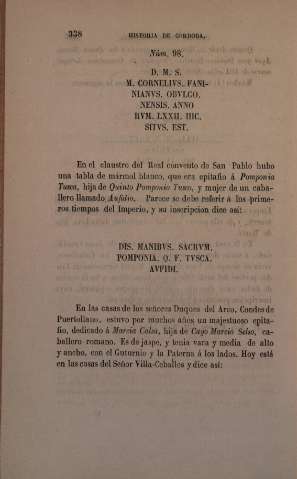 338 HISTORIA DE CÓRDOBA.
Núm. 98.
D. M. S.
M. CORNELIVS. FANI-
NIANVS. OBVLCO.
NENSIS. ANNO
RVM. LXXII. HIC.
SITVS. EST.
En el claustro del Real convento de San Pablo hubo
una tabla de mármol blanco, que era epitafio á Pomponia
Tusca, hija de Quinto Pomponio Tusco, y mujer de un caba-
llero llamado Aufidio. Parece se debe referir á los prime-
ros tiempos del Imperio, y su inscripcion dice así:
DIS. MANIBVS. SACRVM.
POMPONIA. Q. F. TVSCA.
AVFIDI.
En las casas de los señores Duques del Arco, Condes de
Puertollano, estuvo por muchos años un majestuoso epita-
fio, dedicado á Marcia Celsa, hija de Cayo Marcio Selso, ca-
ballero romano. Es de jaspe, y tenia vara y media de alto
y ancho, con el Guturnio y la Paterna á los lados. Hoy está
en las casas del Señor Villa-Ceballos y dice así: